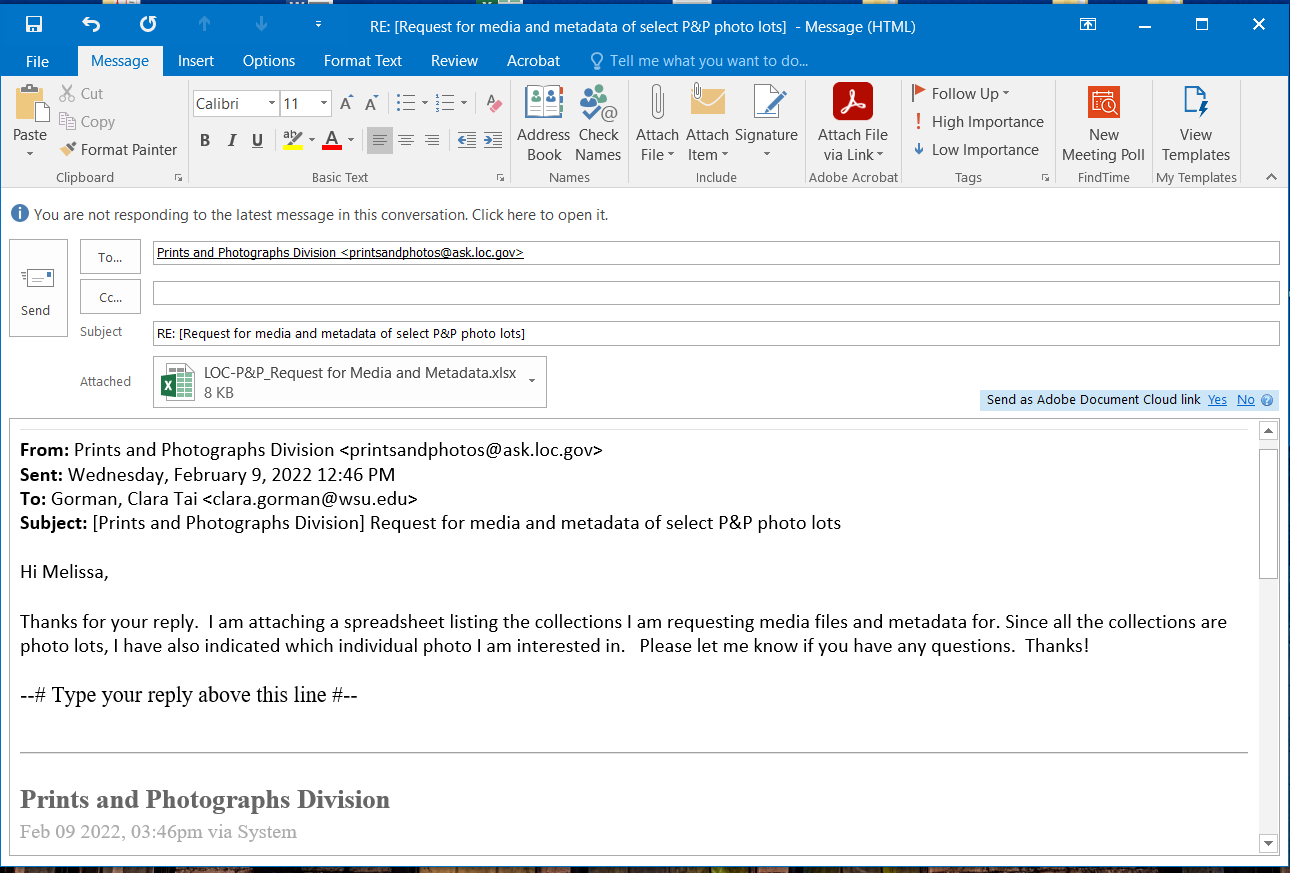 RE: [Request for media and metadata of select P&P photo lots] - Message (HTML)
File Message Insert Options Format Text Review Acrobat Tell me what you want to do...
Paste
Cut
Copy
Format Painter
Clipboard
Calibri 11
B I U A
Basic Text
Address Book
Check Names
Names
Attach File
Attach Item
Signature
Include
Attach File via Link
Adobe Acrobat
Follow Up
High Importance
Low Importance
Tags
New Meeting Poll
FindTime
View Templates
My Templates
You are not responding to the latest message in this conversation. Click here to open it.
Send
To... Prints and Photographs Division <printsandphotos@ask.loc.gov>
Cc...
Subject RE: [Request for media and metadata of select P&P photo lots]
Attached LOC-P&P_Request for Media and Metadata.xlsx
8 KB
Send as Adobe Document Cloud link Yes No
From: Prints and Photographs Division <printsandphotos@ask.loc.gov>
Sent: Wednesday, February 9, 2022 12:46 PM
To: Gorman, Clara Tai <clara.gorman@wsu.edu>
Subject: [Prints and Photographs Division] Request for media and metadata of select P&P photo lots
Hi Melissa,
Thanks for your reply.  I am attaching a spreadsheet listing the collections I am requesting media files and metadata for. Since all the collections are
photo lots, I have also indicated which individual photo I am interested in.   Please let me know if you have any questions.  Thanks!
--# Type your reply above this line #--
Prints and Photographs Division
Feb 09 2022, 03:46pm via System